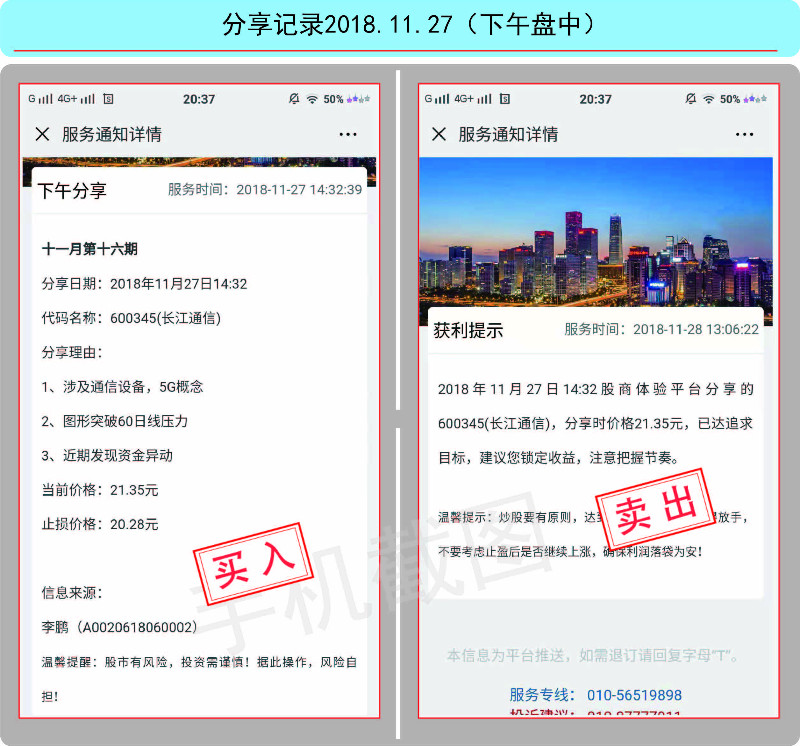 分享记录2018.11.27（下午盘中）
G 4G+ 20:37 50%
服务通知详情
下午分享 服务时间：2018-11-27 14:32:39
十一月第十六期
分享日期：2018年11月27日14:32
代码名称：600345(长江通信)
分享理由：
1、涉及通信设备，5G概念
2、图形突破60日线压力
3、近期发现资金异动
当前价格：21.35元
止损价格：20.28元
买入
信息来源：
李鹏（A0020618060002）
温馨提醒：股市有风险，投资需谨慎！据此操作，风险自
担！
G 4G+ 20:37 50%
服务通知详情
获利提示 服务时间：2018-11-28 13:06:22
2018年11月27日14:32股商体验平台分享的
600345(长江通信)，分享时价格21.35元，已达追求
目标，建议您锁定收益，注意把握节奏。
卖出
温馨提示：炒股要有原则，达 放手，
不要考虑止盈后是否继续上涨，确保利润落袋为安！
手机截图
本信息为平台推送，如需退订请回复字母“T”。
服务专线： 010-56519898